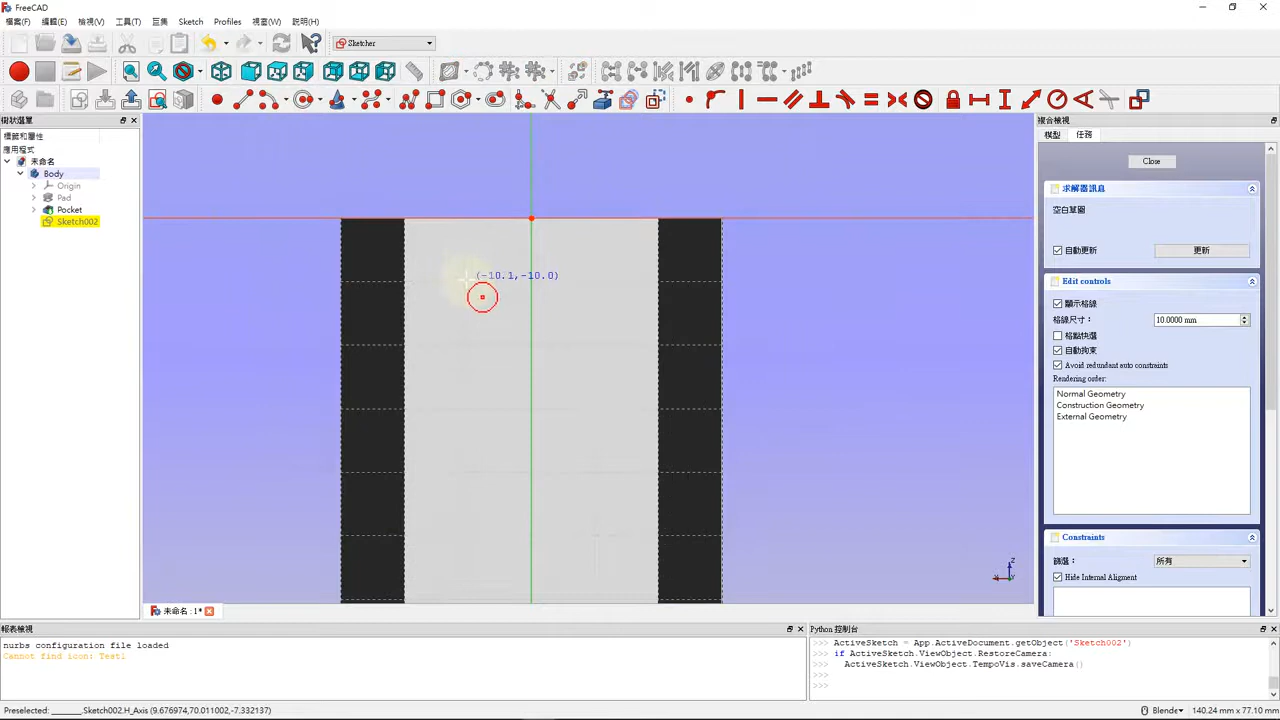 FreeCAD
檔案(F) 編輯(E) 檢視(V) 工具(T) 巨集 Sketch Profiles 視窗(W) 説明(H)
Sketcher
樹狀選單
標籤和屬性
應用程式
未命名
Body
Origin
Pad
Pocket
Sketch002
(-10.1,-10.0)
未命名 : 1*
複合檢視
模型 任務
Close
求解器訊息
空白草圖
自動更新 更新
Edit controls
顯示格線
格線尺寸： 10.0000 mm
格點快選
自動拘束
Avoid redundant auto constraints
Rendering order:
Normal Geometry
Construction Geometry
External Geometry
Constraints
篩選： 所有
Hide Internal Aligment
報表檢視
nurbs configuration file loaded
Cannot find icon: Test1
Python 控制台
>>> ActiveSketch = App.ActiveDocument.getObject('Sketch002')
>>> if ActiveSketch.ViewObject.RestoreCamera:
>>>   ActiveSketch.ViewObject.TempoVis.saveCamera()
>>>
>>>
Preselected: ______.Sketch002.H_Axis (9.676974,70.011002,-7.332137)
Blende 140.24 mm x 77.10 mm